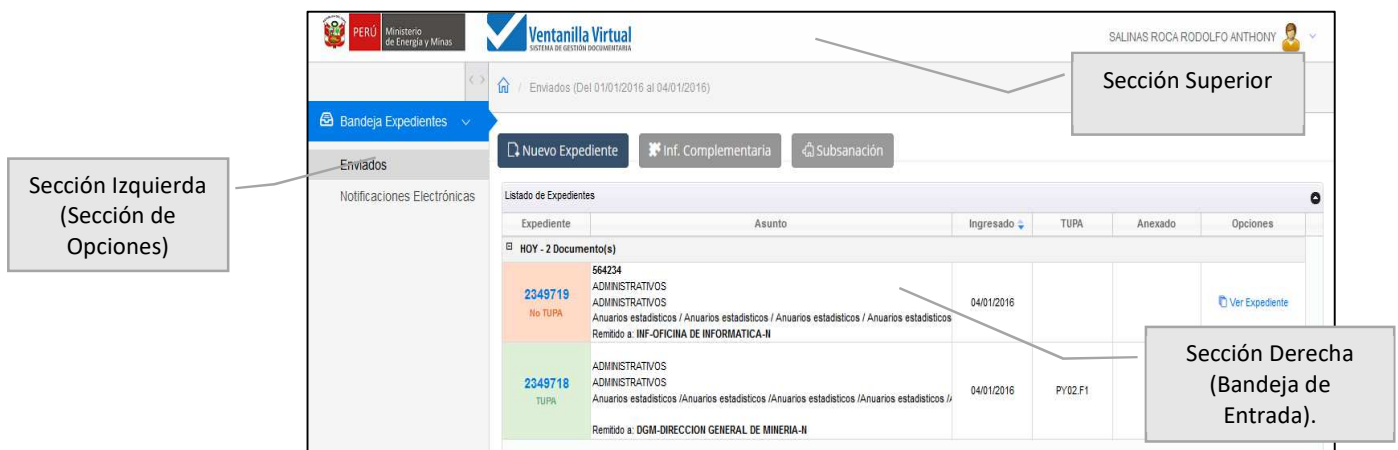 PERÚ
Ministerio
de Energía y Minas
Ventanilla Virtual
SISTEMA DE GESTIÓN DOCUMENTARIA
SALINAS ROCA RODOLFO ANTHONY
Sección Superior
/ Enviados (Del 01/01/2016 al 04/01/2016)
Bandeja Expedientes
Enviados
Notificaciones Electrónicas
Sección Izquierda
(Sección de
Opciones)
Nuevo Expediente
Inf. Complementaria
Subsanación
Listado de Expedientes
Expediente Asunto Ingresado TUPA Anexado Opciones
HOY - 2 Documento(s)
2349719
No TUPA
564234
ADMINISTRATIVOS
ADMINISTRATIVOS
Anuarios estadisticos / Anuarios estadisticos / Anuarios estadisticos / Anuarios estadisticos
Remitido a: INF-OFICINA DE INFORMATICA-N
04/01/2016
Ver Expediente
2349718
TUPA
ADMINISTRATIVOS
ADMINISTRATIVOS
Anuarios estadisticos /Anuarios estadisticos /Anuarios estadisticos /Anuarios estadisticos /
Remitido a: DGM-DIRECCION GENERAL DE MINERIA-N
04/01/2016
PY02.F1
Sección Derecha
(Bandeja de
Entrada).